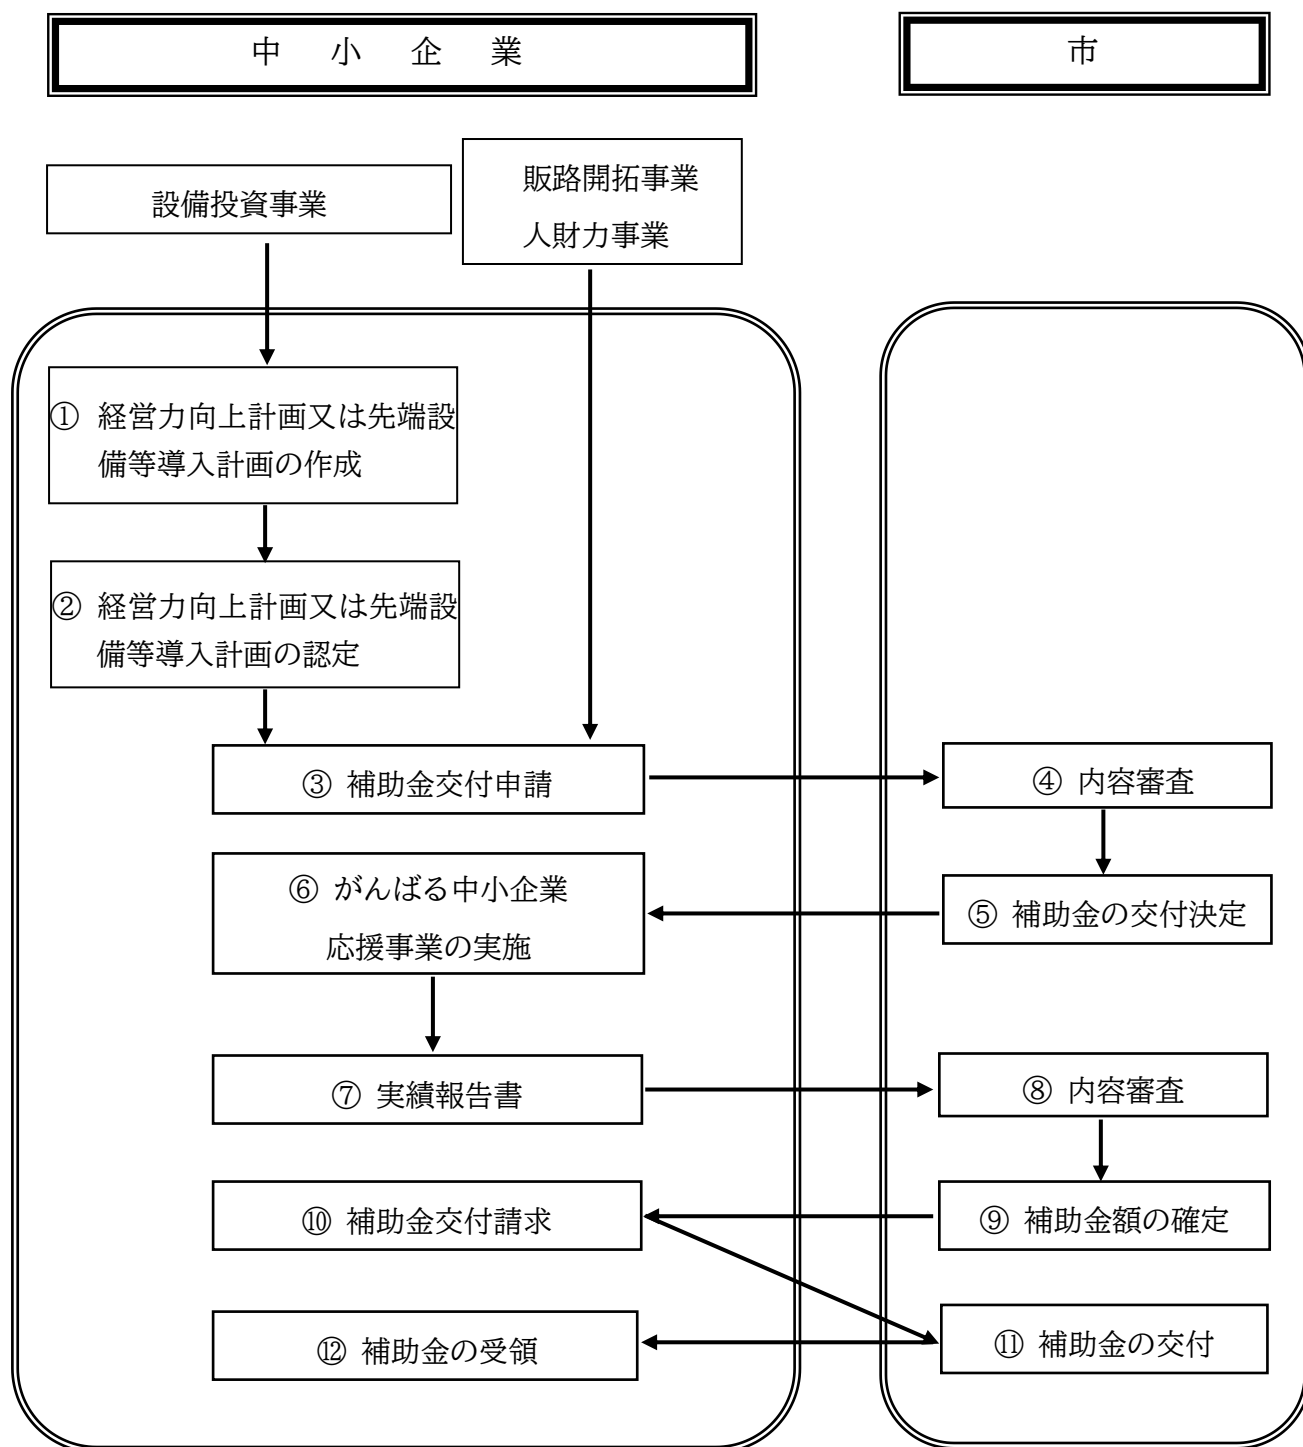 中 小 企 業
市
設備投資事業
販路開拓事業
人財力事業
① 経営力向上計画又は先端設
備等導入計画の作成
② 経営力向上計画又は先端設
備等導入計画の認定
③ 補助金交付申請
④ 内容審査
⑥ がんばる中小企業
応援事業の実施
⑤ 補助金の交付決定
⑦ 実績報告書
⑧ 内容審査
⑩ 補助金交付請求
⑨ 補助金額の確定
⑫ 補助金の受領
⑪ 補助金の交付